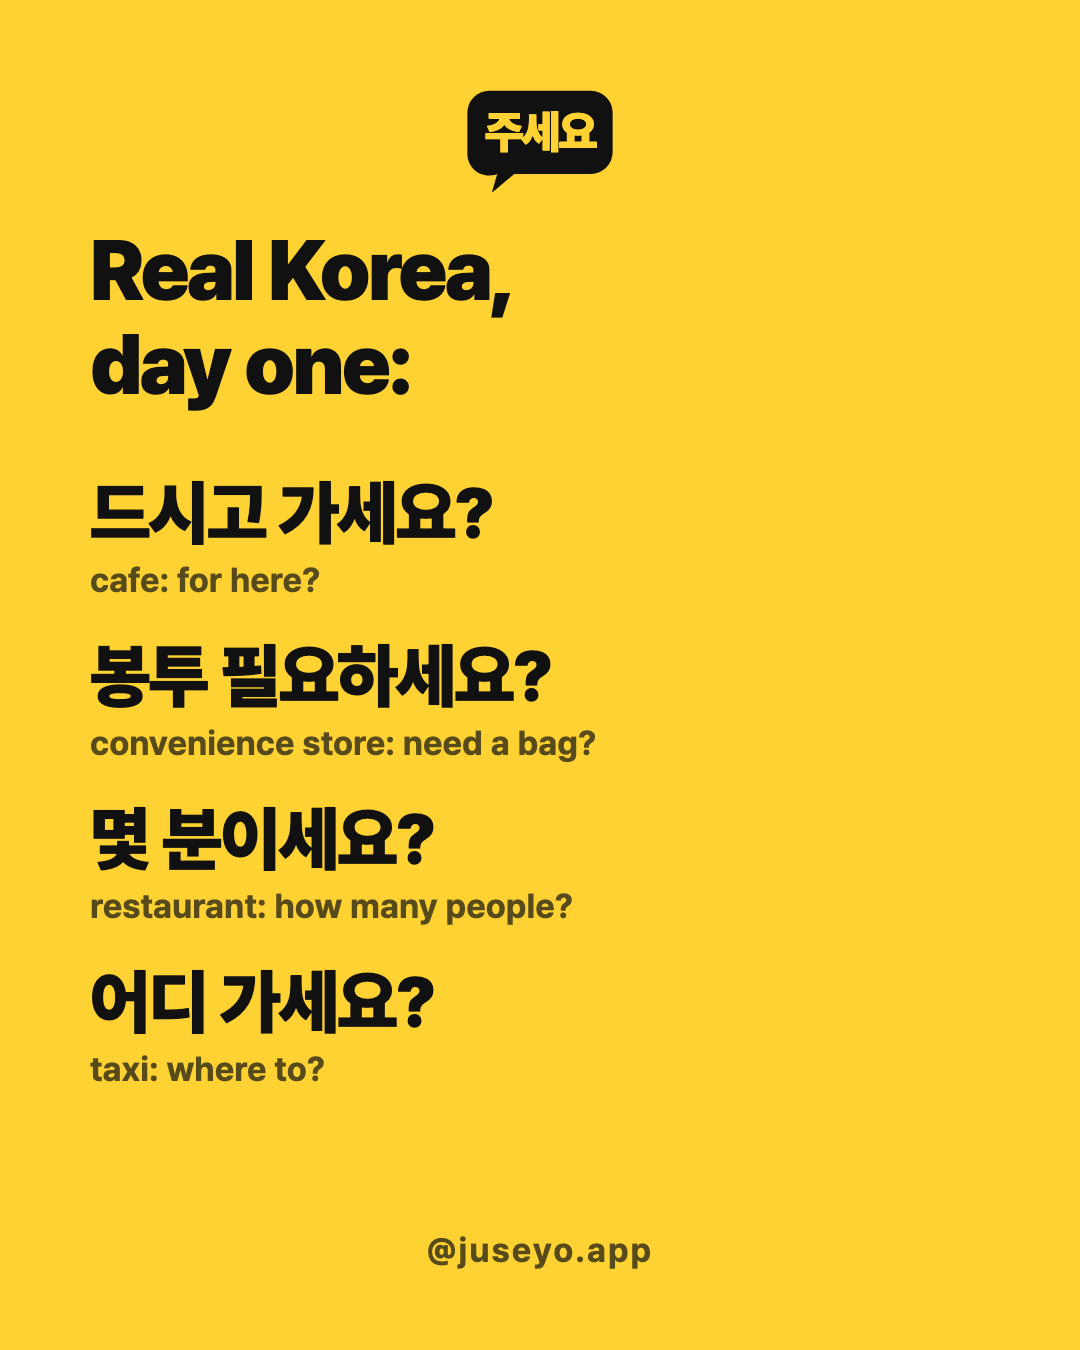 주세요
Real Korea,
day one:
드시고 가세요?
cafe: for here?
봉투 필요하세요?
convenience store: need a bag?
몇 분이세요?
restaurant: how many people?
어디 가세요?
taxi: where to?
@juseyo.app